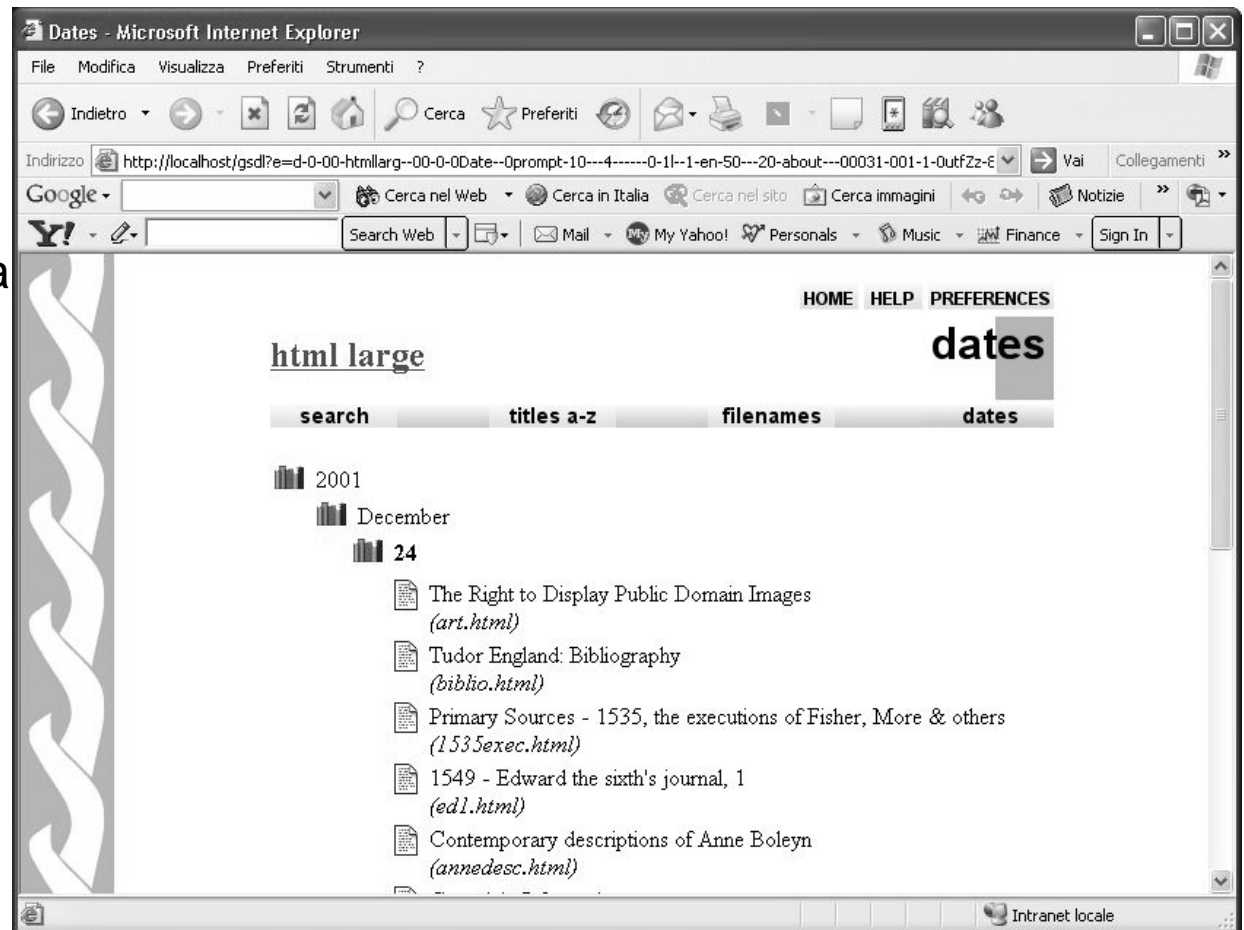 Dates - Microsoft Internet Explorer
File Modifica Visualizza Preferiti Strumenti ?
Indietro Cerca Preferiti
Indirizzo http://localhost/gsdl?e=d-0-00-htmllarg--00-0-0Date--0prompt-10---4------0-1l--1-en-50---20-about---00031-001-1-0utfZz-8 Vai Collegamenti »
Google Cerca nel Web Cerca in Italia Cerca nel sito Cerca immagini Notizie »
Y! Search Web Mail My Yahoo! Personals Music Finance Sign In
a
HOME HELP PREFERENCES
dates
html large
search titles a-z filenames dates
2001
December
24
The Right to Display Public Domain Images
(art.html)
Tudor England: Bibliography
(biblio.html)
Primary Sources - 1535, the executions of Fisher, More & others
(1535exec.html)
1549 - Edward the sixth's journal, 1
(ed1.html)
Contemporary descriptions of Anne Boleyn
(annedesc.html)
Intranet locale